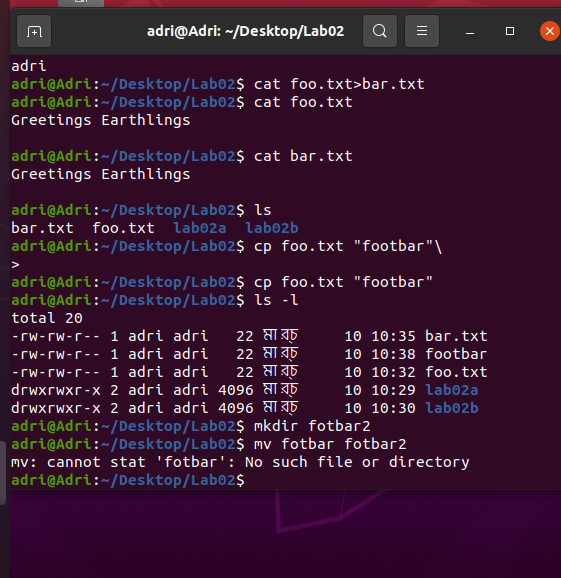 adri@Adri: ~/Desktop/Lab02
adri
adri@Adri:~/Desktop/Lab02$ cat foo.txt>bar.txt
adri@Adri:~/Desktop/Lab02$ cat foo.txt
Greetings Earthlings
adri@Adri:~/Desktop/Lab02$ cat bar.txt
Greetings Earthlings
adri@Adri:~/Desktop/Lab02$ ls
bar.txt  foo.txt  lab02a  lab02b
adri@Adri:~/Desktop/Lab02$ cp foo.txt "footbar"\
>
adri@Adri:~/Desktop/Lab02$ cp foo.txt "footbar"
adri@Adri:~/Desktop/Lab02$ ls -l
total 20
-rw-rw-r-- 1 adri adri   22 মার্চ     10 10:35 bar.txt
-rw-rw-r-- 1 adri adri   22 মার্চ     10 10:38 footbar
-rw-rw-r-- 1 adri adri   22 মার্চ     10 10:32 foo.txt
drwxrwxr-x 2 adri adri 4096 মার্চ     10 10:29 lab02a
drwxrwxr-x 2 adri adri 4096 মার্চ     10 10:30 lab02b
adri@Adri:~/Desktop/Lab02$ mkdir fotbar2
adri@Adri:~/Desktop/Lab02$ mv fotbar fotbar2
mv: cannot stat 'fotbar': No such file or directory
adri@Adri:~/Desktop/Lab02$